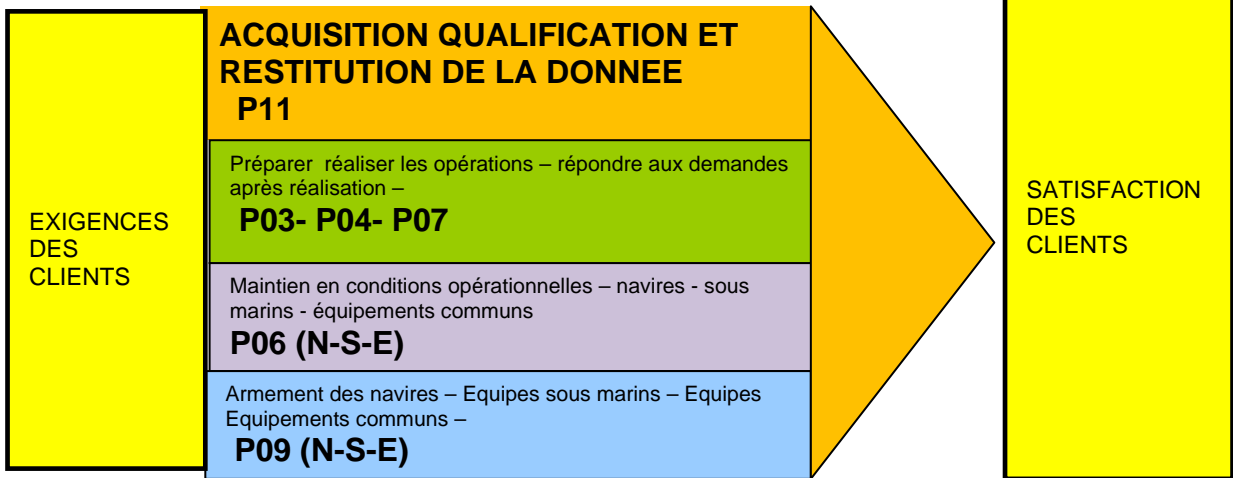 EXIGENCES
DES
CLIENTS
ACQUISITION QUALIFICATION ET
RESTITUTION DE LA DONNEE
P11
Préparer réaliser les opérations – répondre aux demandes
après réalisation –
P03- P04- P07
Maintien en conditions opérationnelles – navires - sous
marins - équipements communs
P06 (N-S-E)
Armement des navires – Equipes sous marins – Equipes
Equipements communs –
P09 (N-S-E)
SATISFACTION
DES
CLIENTS